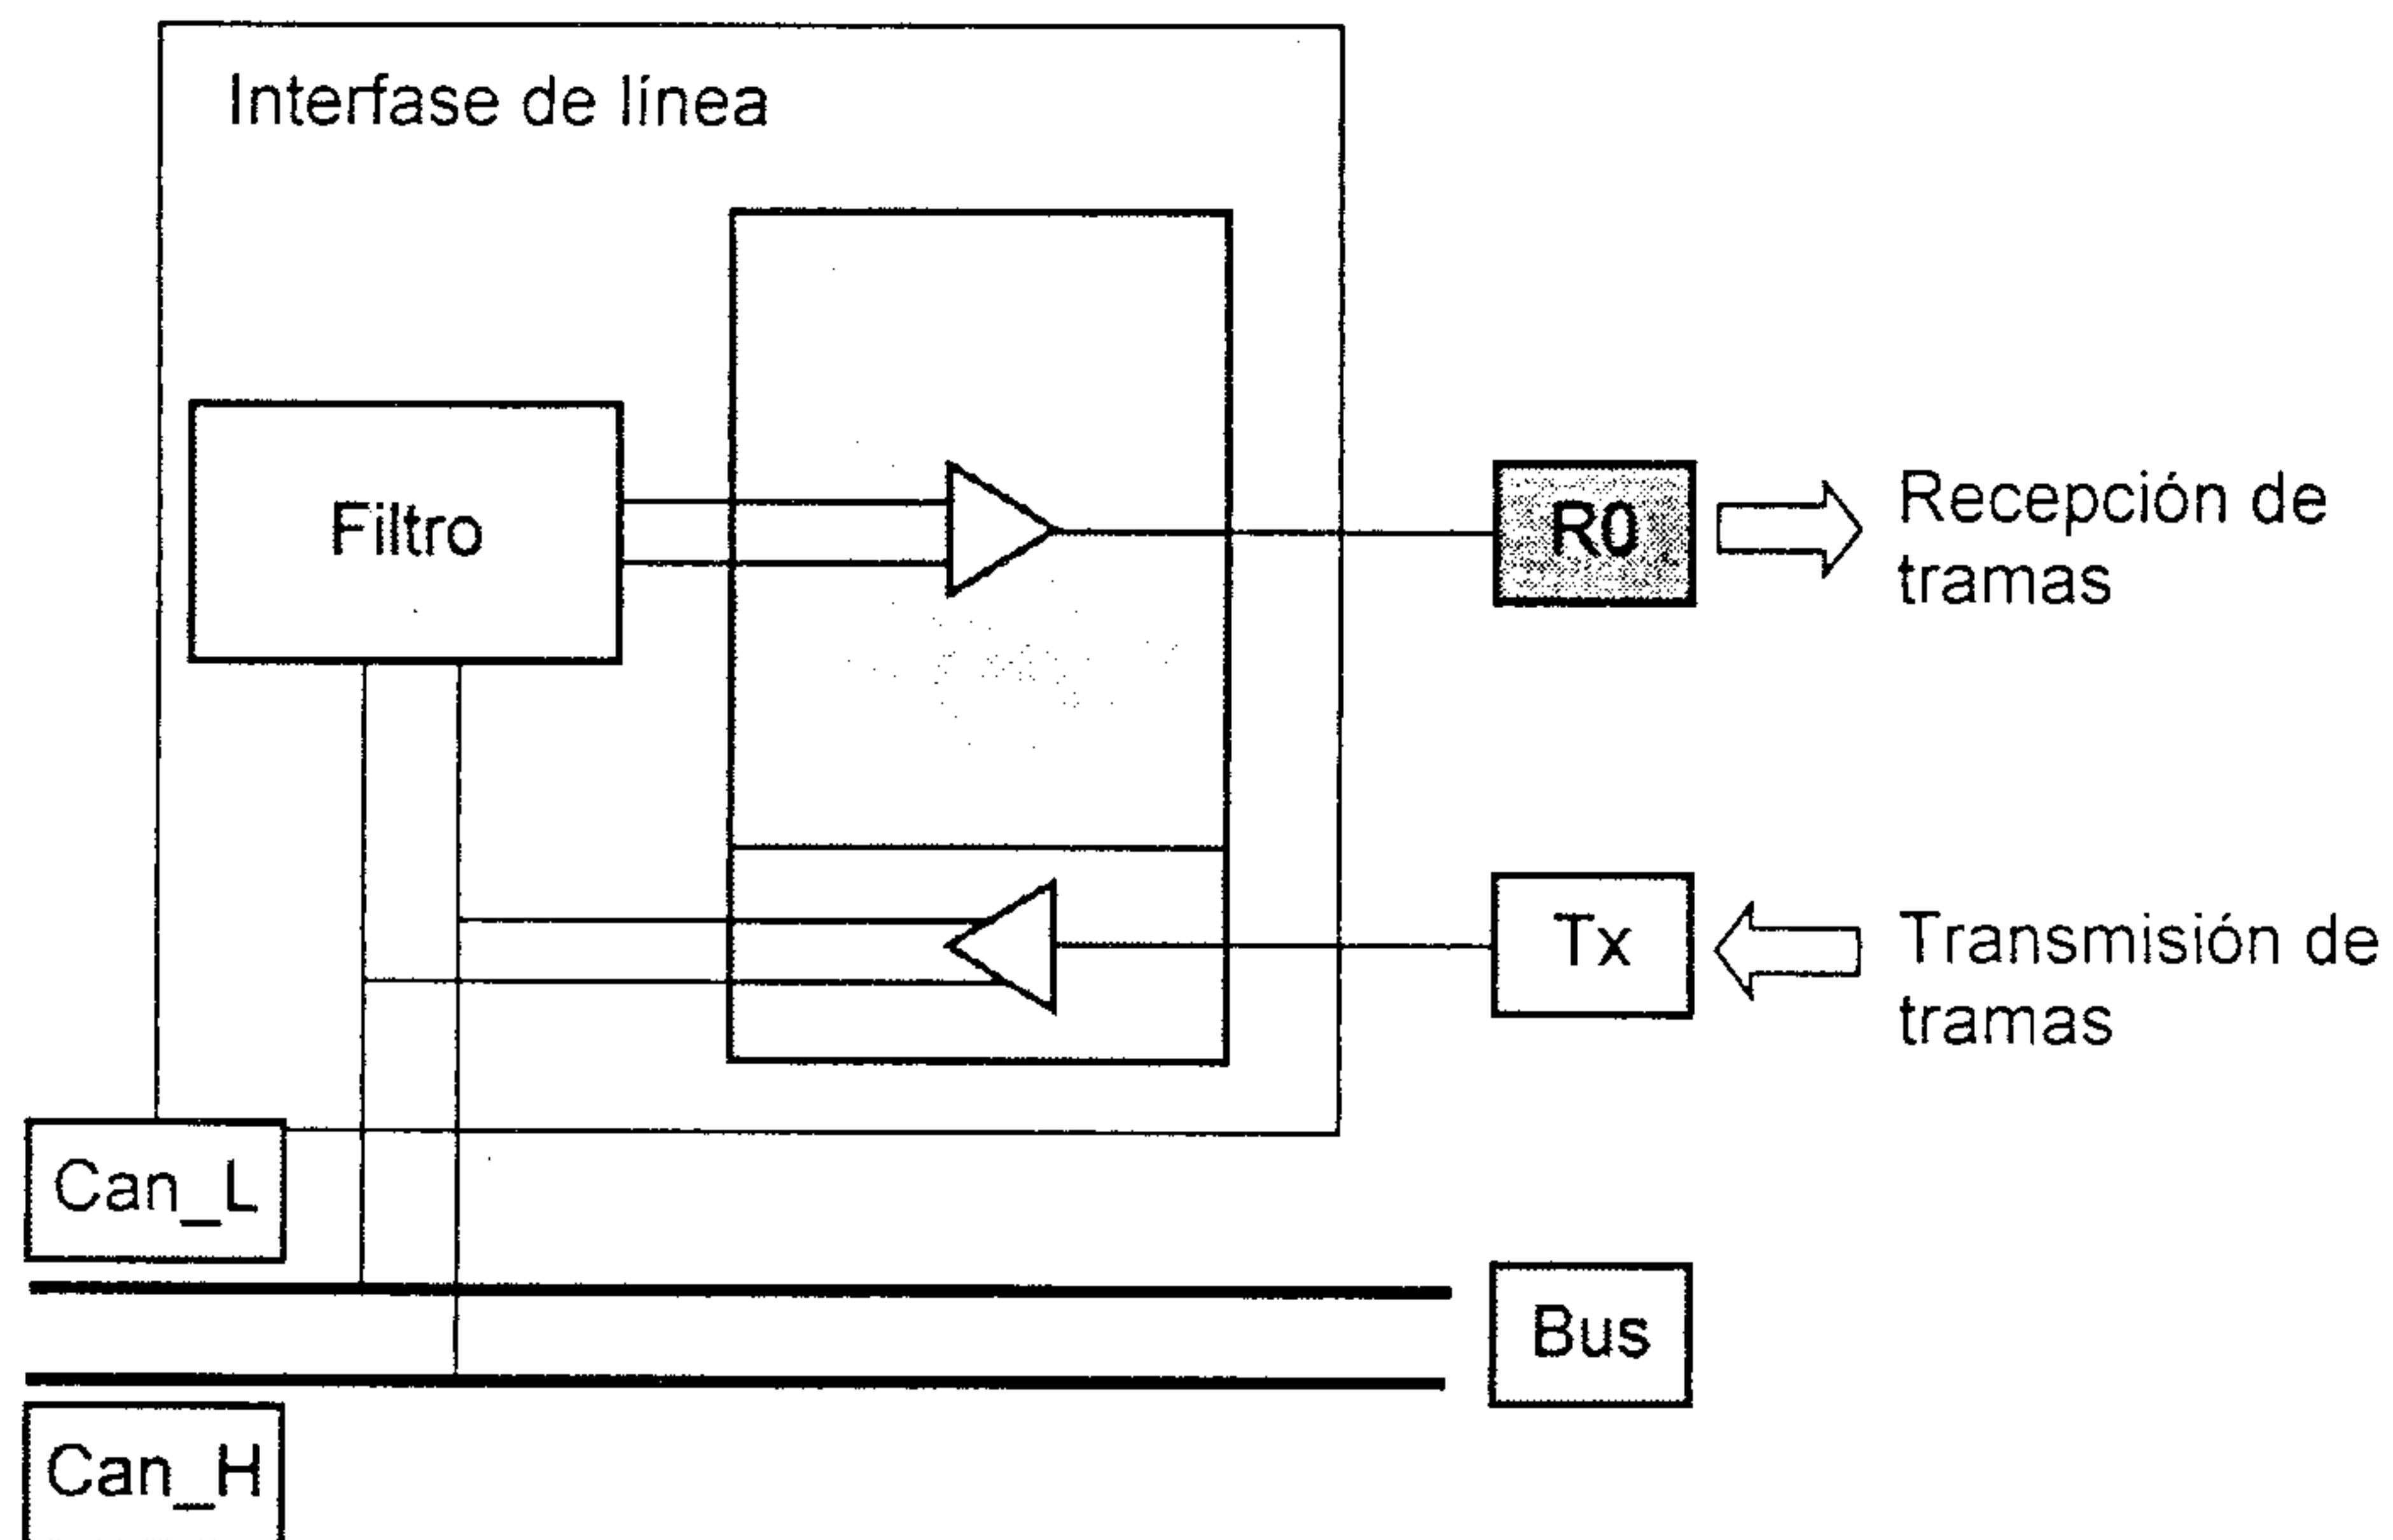 Interfase de línea
Filtro
R0
Recepción de
tramas
Tx
Transmisión de
tramas
Can_L
Bus
Can_H